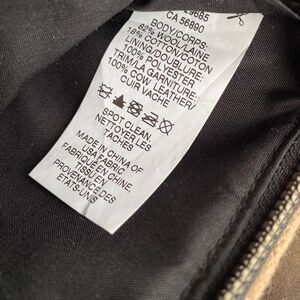 CA 56890
BODY/CORPS:
82% WOOL/LAINE
18% COTTON/COTON
LINING/DOUBLURE:
100% POLYESTER
TRIM/LA GARNITURE:
100% COW LEATHER/
CUIR VACHE
SPOT CLEAN
NETTOYER LES
TACHES
MADE IN CHINA OF
USA FABRIC
FABRIQUÉ EN CHINE,
TISSU EN
PROVENANCE DES
ETATS-UNIS